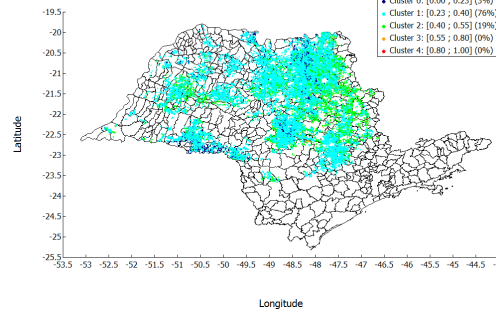 Cluster 0: [0.00 ; 0.23] (3%)
Cluster 1: [0.23 ; 0.40] (76%)
Cluster 2: [0.40 ; 0.55] (19%)
Cluster 3: [0.55 ; 0.80] (0%)
Cluster 4: [0.80 ; 1.00] (0%)
-19.5
-20
-20.5
-21
-21.5
-22
-22.5
-23
-23.5
-24
-24.5
-25
-25.5
Latitude
-53.5 -53 -52.5 -52 -51.5 -51 -50.5 -50 -49.5 -49 -48.5 -48 -47.5 -47 -46.5 -46 -45.5 -45 -44.5
Longitude